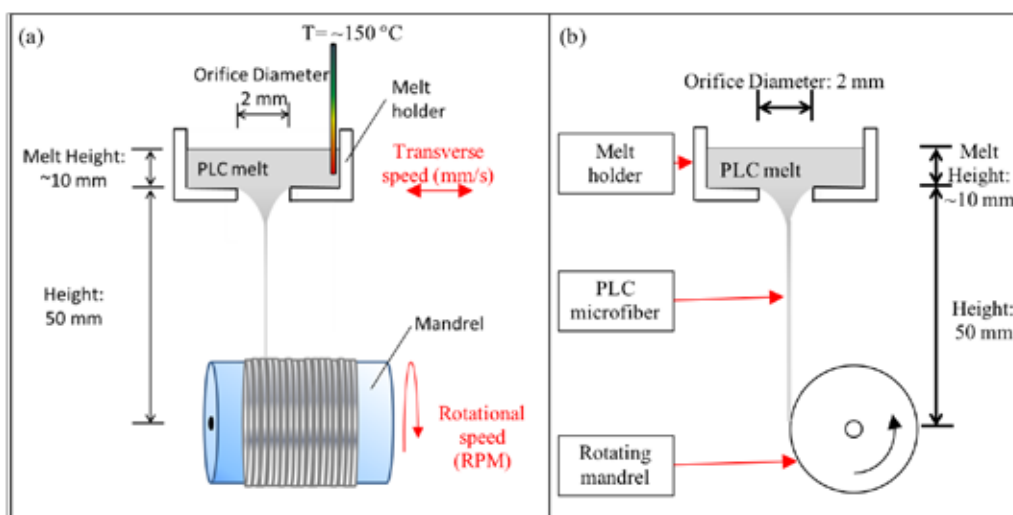 (a)
T= ~150 °C
Orifice Diameter
2 mm
Melt
holder
Melt Height:
~10 mm
PLC melt
Transverse
speed (mm/s)
Height:
50 mm
Mandrel
Rotational
speed
(RPM)
(b)
Orifice Diameter: 2 mm
Melt
holder
PLC melt
Melt
Height:
~10 mm
PLC
microfiber
Height:
50 mm
Rotating
mandrel